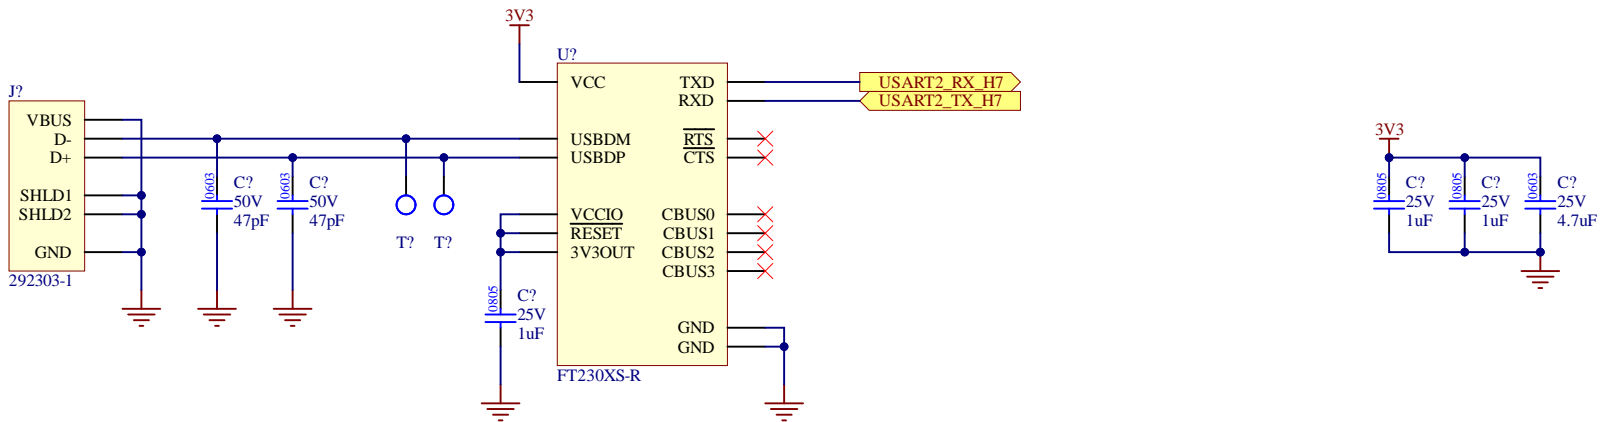 3V3
U?
VCC
TXD
RXD
USART2_RX_H7
USART2_TX_H7
J?
VBUS
D-
D+
SHLD1
SHLD2
GND
292303-1
0603
C?
50V
47pF
0603
C?
50V
47pF
T?
T?
USBDM
USBDP
RTS
CTS
VCCIO
RESET
3V3OUT
CBUS0
CBUS1
CBUS2
CBUS3
0805
C?
25V
1uF
GND
GND
FT230XS-R
3V3
0805
C?
25V
1uF
0805
C?
25V
1uF
0603
C?
25V
4.7uF